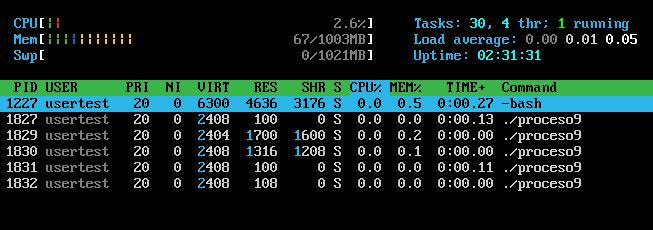 CPU[|| 2.6%] Tasks: 30, 4 thr; 1 running
Mem[||||||||||||| 67/1003MB] Load average: 0.00 0.01 0.05
Swp[ 0/1021MB] Uptime: 02:31:31
PID USER PRI NI VIRT RES SHR S CPU% MEM% TIME+ Command
1227 usertest 20 0 6300 4636 3176 S 0.0 0.5 0:00.27 -bash
1827 usertest 20 0 2408 100 0 S 0.0 0.0 0:00.13 ./proceso9
1829 usertest 20 0 2404 1700 1600 S 0.0 0.2 0:00.00 ./proceso9
1830 usertest 20 0 2408 1316 1208 S 0.0 0.1 0:00.00 ./proceso9
1831 usertest 20 0 2408 100 0 S 0.0 0.0 0:00.11 ./proceso9
1832 usertest 20 0 2408 108 0 S 0.0 0.0 0:00.00 ./proceso9